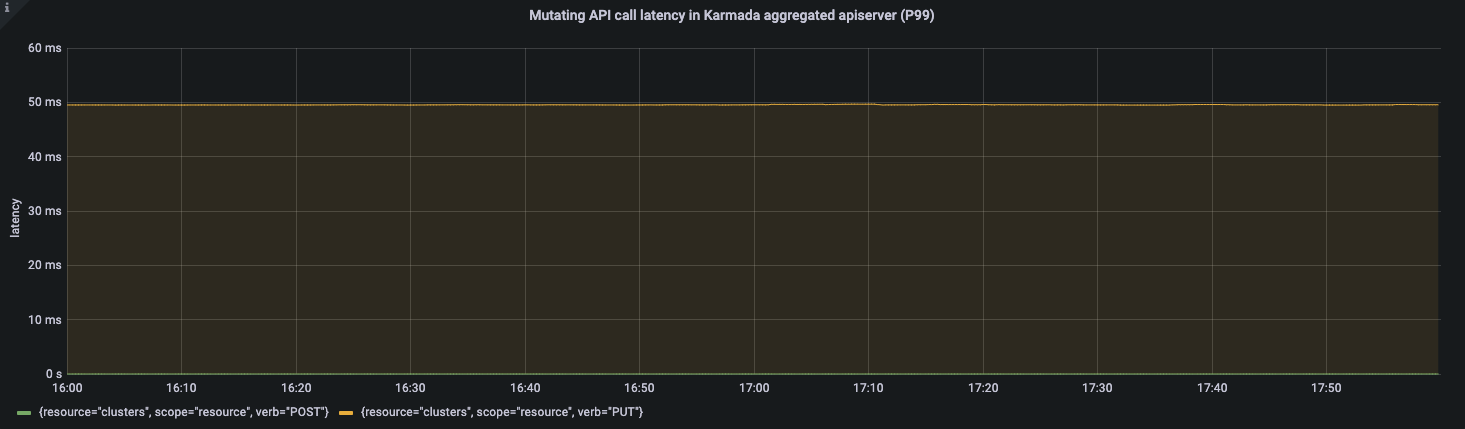 i
Mutating API call latency in Karmada aggregated apiserver (P99)
60 ms
50 ms
40 ms
30 ms
20 ms
10 ms
0 s
latency
16:00 16:10 16:20 16:30 16:40 16:50 17:00 17:10 17:20 17:30 17:40 17:50
{resource="clusters", scope="resource", verb="POST"} {resource="clusters", scope="resource", verb="PUT"}